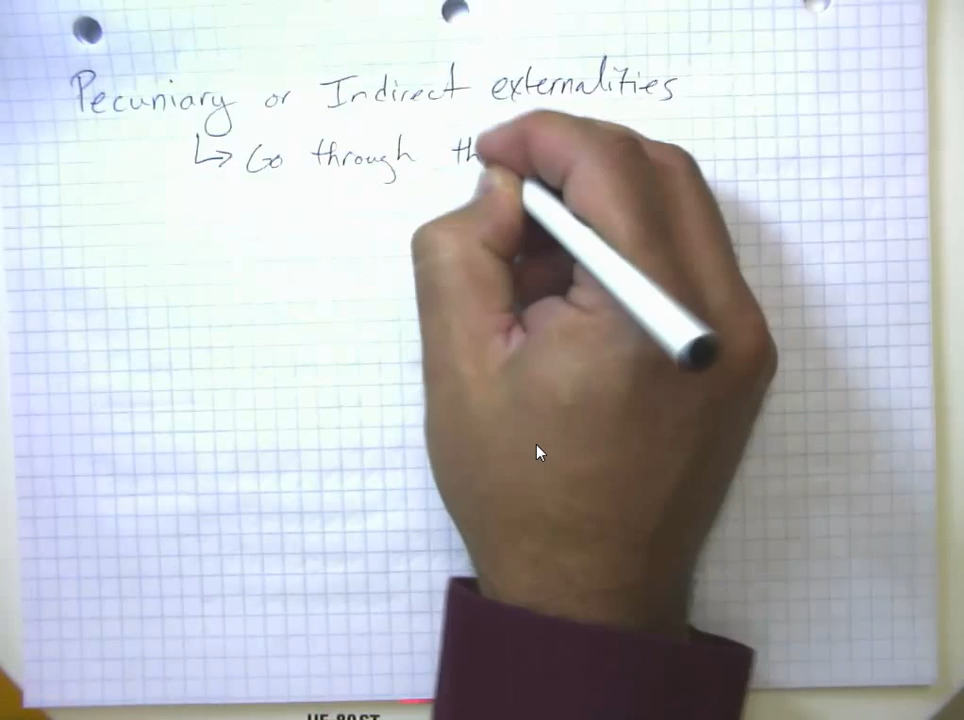 Pecuniary or Indirect externalities
↳ Go through th